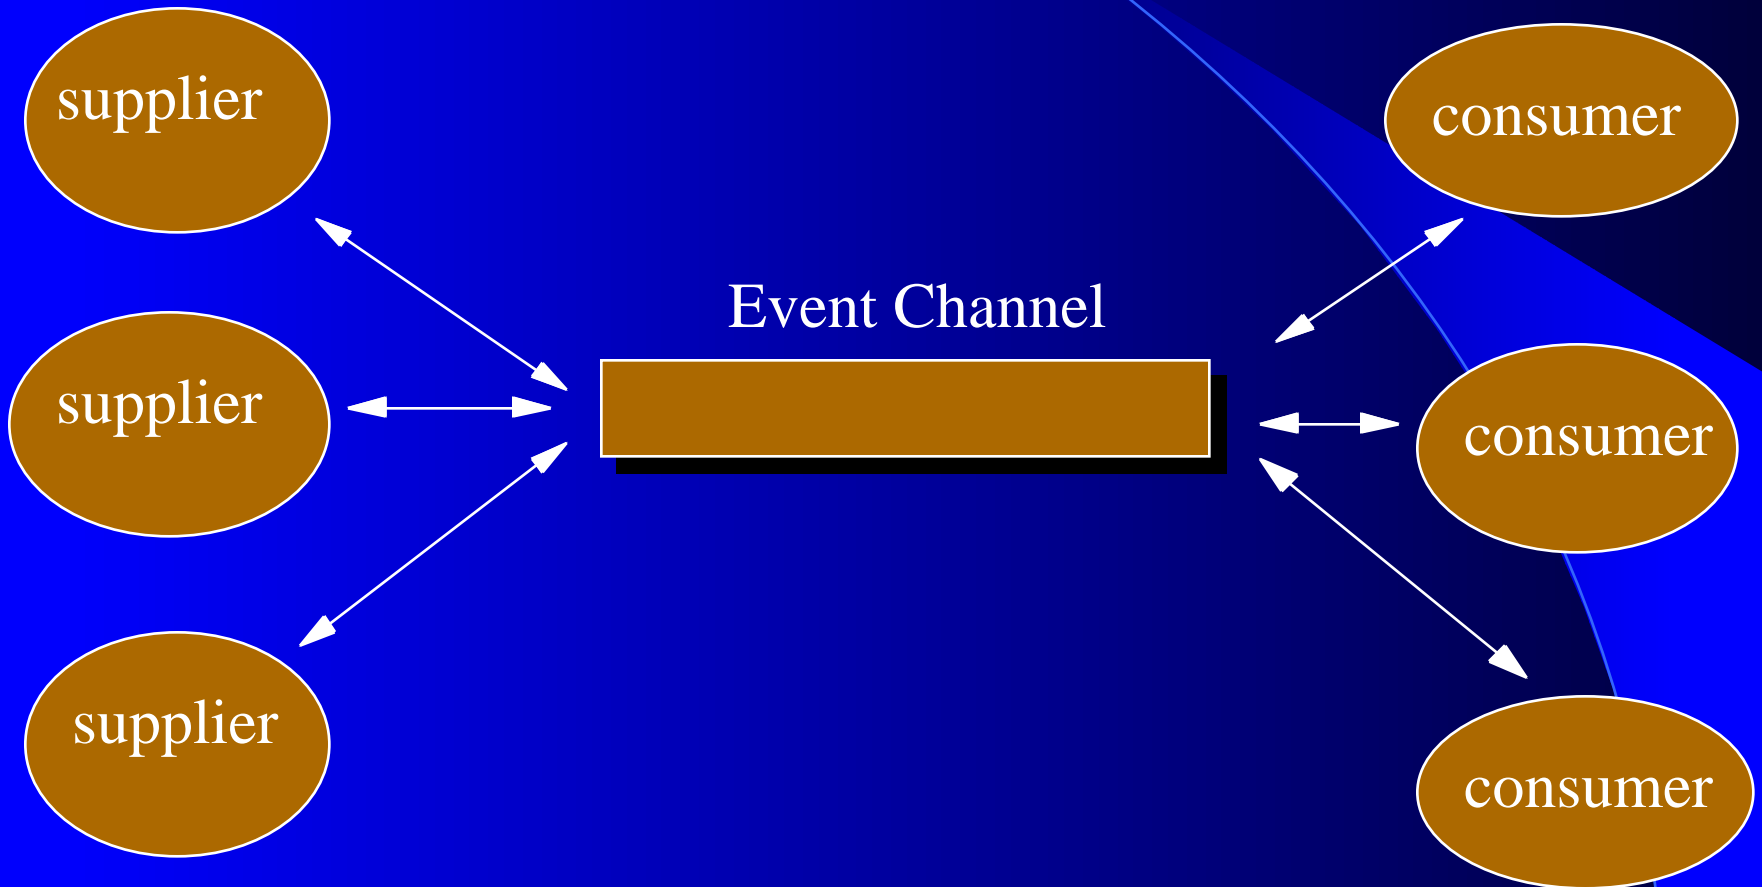 supplier
consumer
Event Channel
supplier
consumer
supplier
consumer